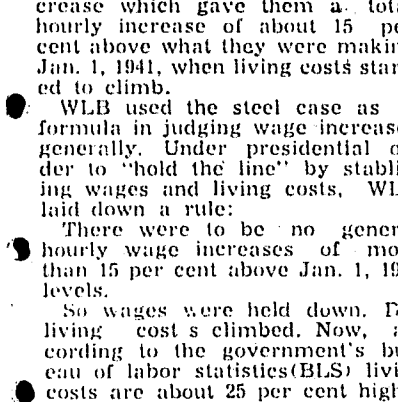 crease which gave them a tot
hourly increase of about 15 pe
cent above what they were makin
Jan. 1, 1941, when living costs star
ed to climb.
WLB used the steel case as
formula in judging wage increas
generally. Under presidential o
der to "hold the line" by stabli
ing wages and living costs, WL
laid down a rule:
There were to be no gener
hourly wage increases of mo
than 15 per cent above Jan. 1, 19
levels.
So wages were held down.
living cost s climbed. Now, a
cording to the government's bu
eau of labor statistics(BLS) livi
costs are about 25 per cent high